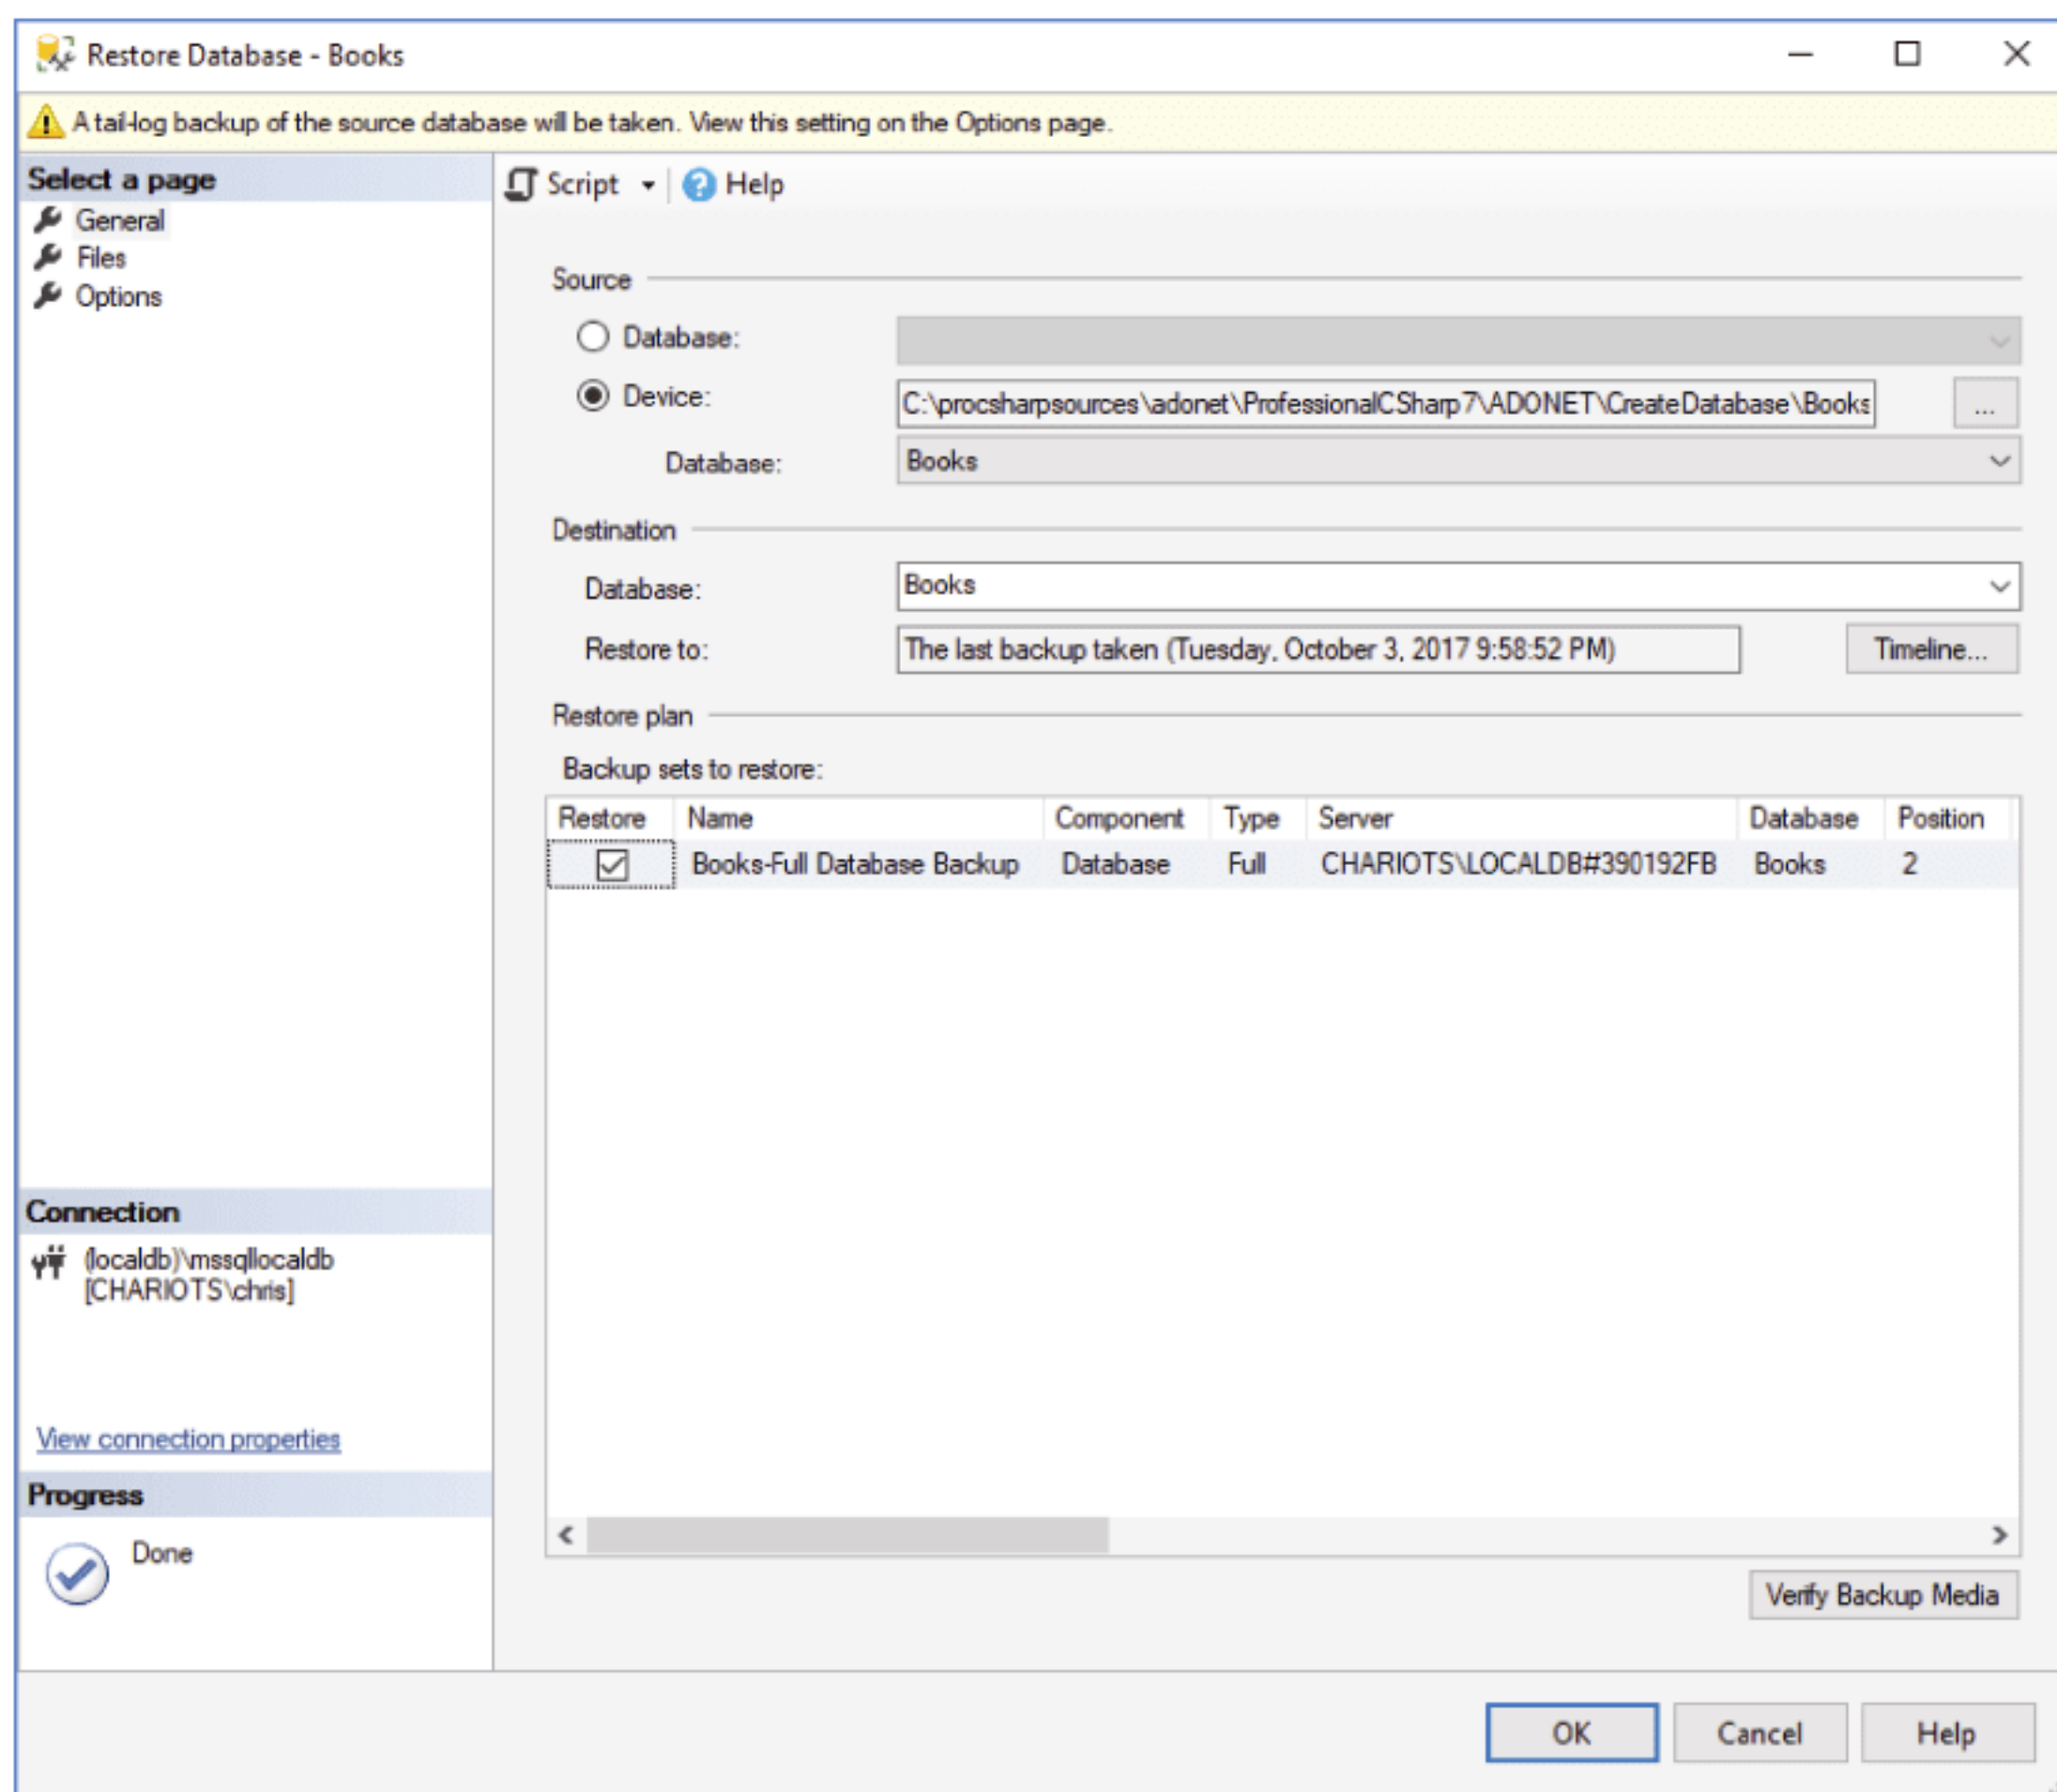 Restore Database - Books
A tail-log backup of the source database will be taken. View this setting on the Options page.
Select a page
General
Files
Options
Script Help
Source
Database:
Device: C:\procsharpsources\adonet\ProfessionalCSharp7\ADONET\CreateDatabase\Books ...
Database: Books
Destination
Database: Books
Restore to: The last backup taken (Tuesday, October 3, 2017 9:58:52 PM) Timeline...
Restore plan
Backup sets to restore:
Restore Name Component Type Server Database Position
Books-Full Database Backup Database Full CHARIOTS\LOCALDB#390192FB Books 2
Connection
(localdb)\mssqllocaldb
[CHARIOTS\chris]
View connection properties
Progress
Done
Verify Backup Media
OK Cancel Help